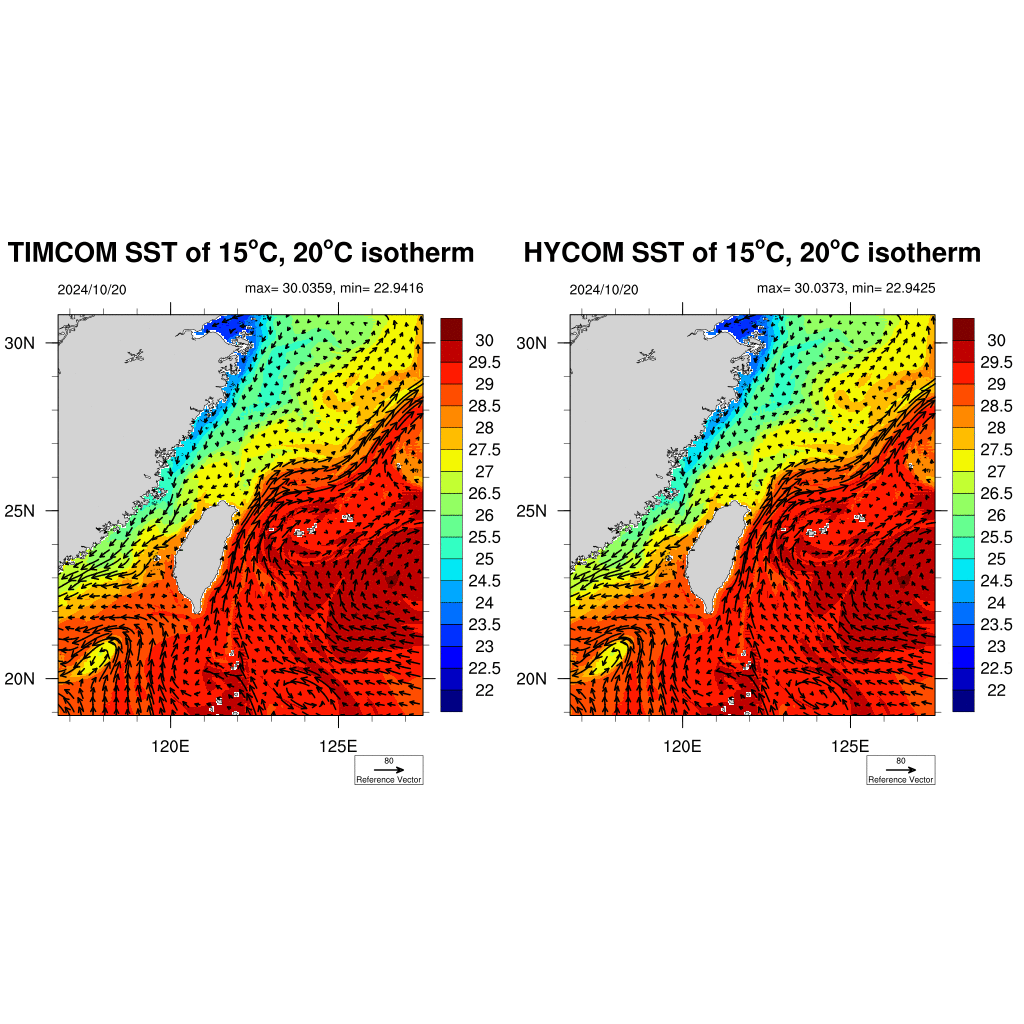 TIMCOM SST of 15°C, 20°C isotherm
2024/10/20 max= 30.0359, min= 22.9416
30N
25N
20N
120E 125E
30
29.5
29
28.5
28
27.5
27
26.5
26
25.5
25
24.5
24
23.5
23
22.5
22
80
Reference Vector
HYCOM SST of 15°C, 20°C isotherm
2024/10/20 max= 30.0373, min= 22.9425
30N
25N
20N
120E 125E
30
29.5
29
28.5
28
27.5
27
26.5
26
25.5
25
24.5
24
23.5
23
22.5
22
80
Reference Vector